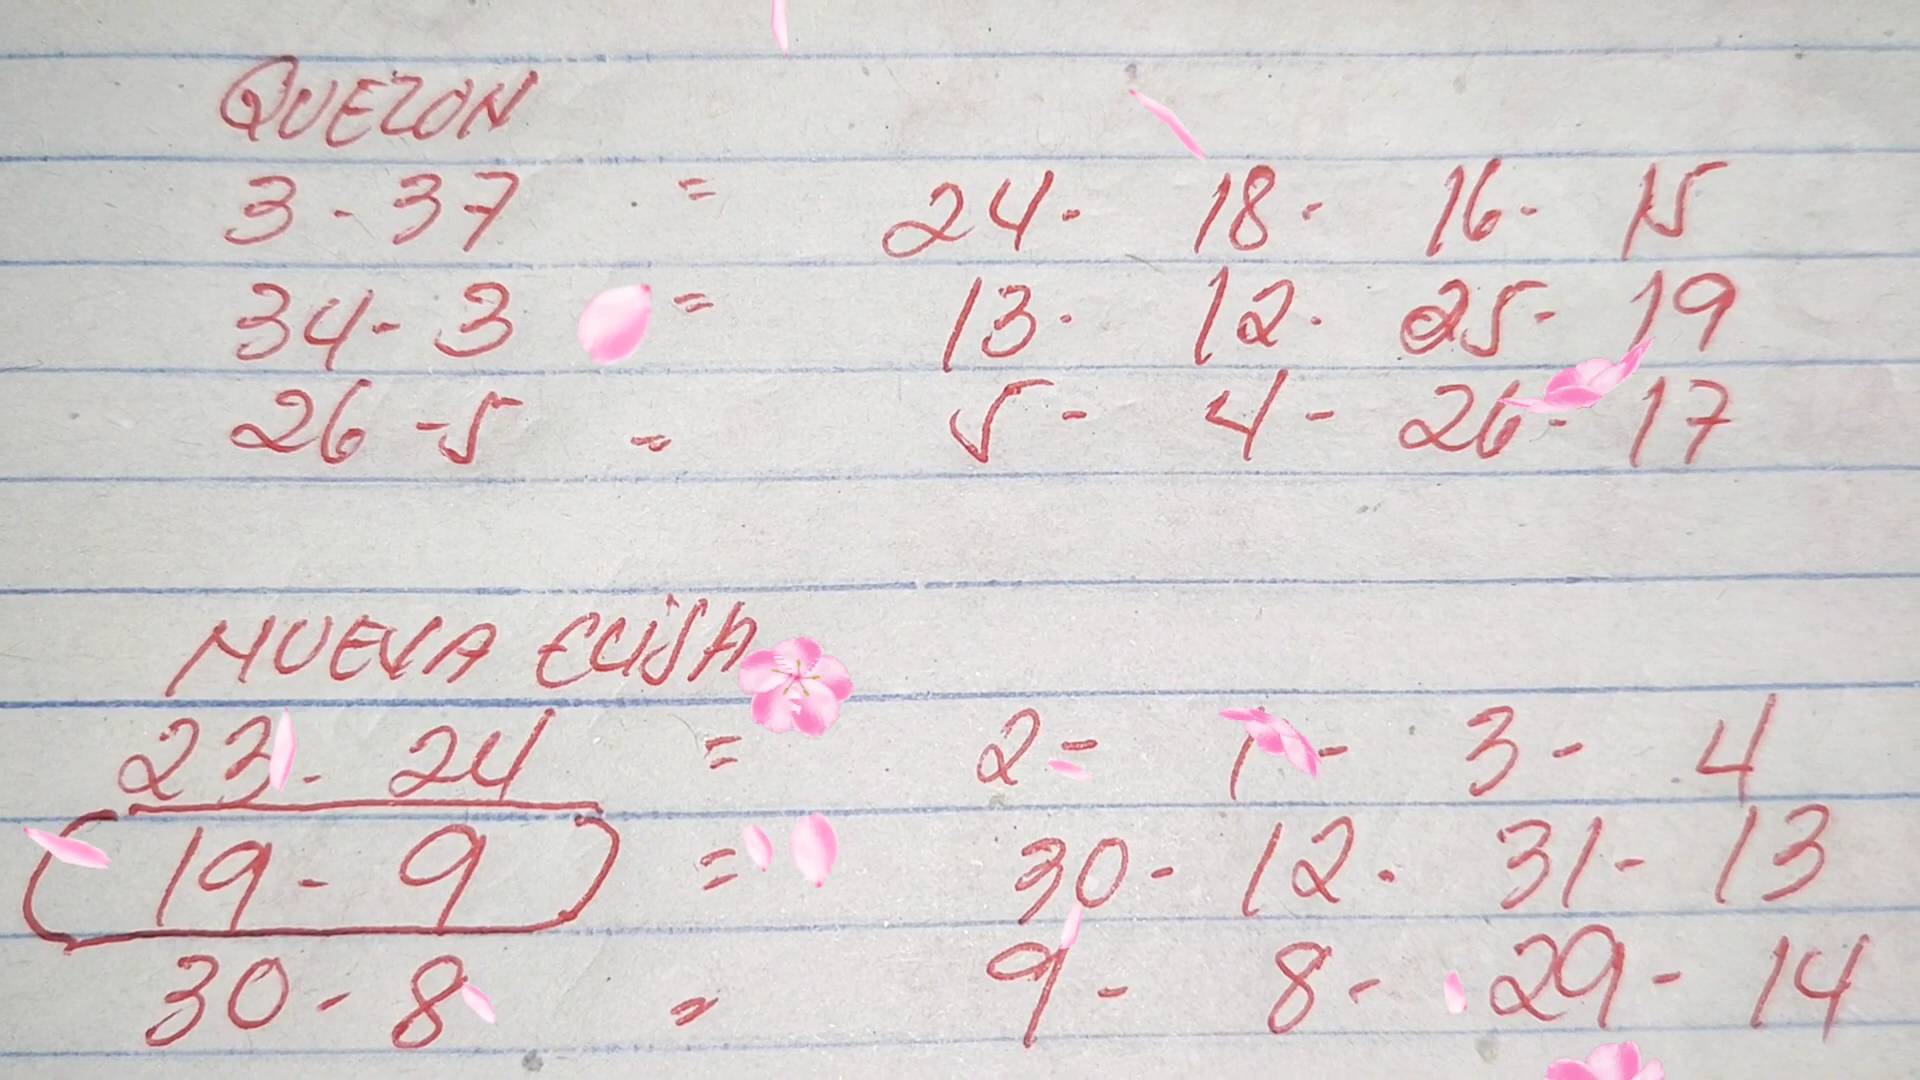 QUEZON
3 - 37 = 24 - 18 - 16 - 15
34 - 3 = 13 - 12 - 25 - 19
26 - 5 = 5 - 4 - 26 - 17
NUEVA ECIJA
23 - 24 = 2 - 1 - 3 - 4
19 - 9 = 30 - 12 - 31 - 13
30 - 8 = 9 - 8 - 29 - 14